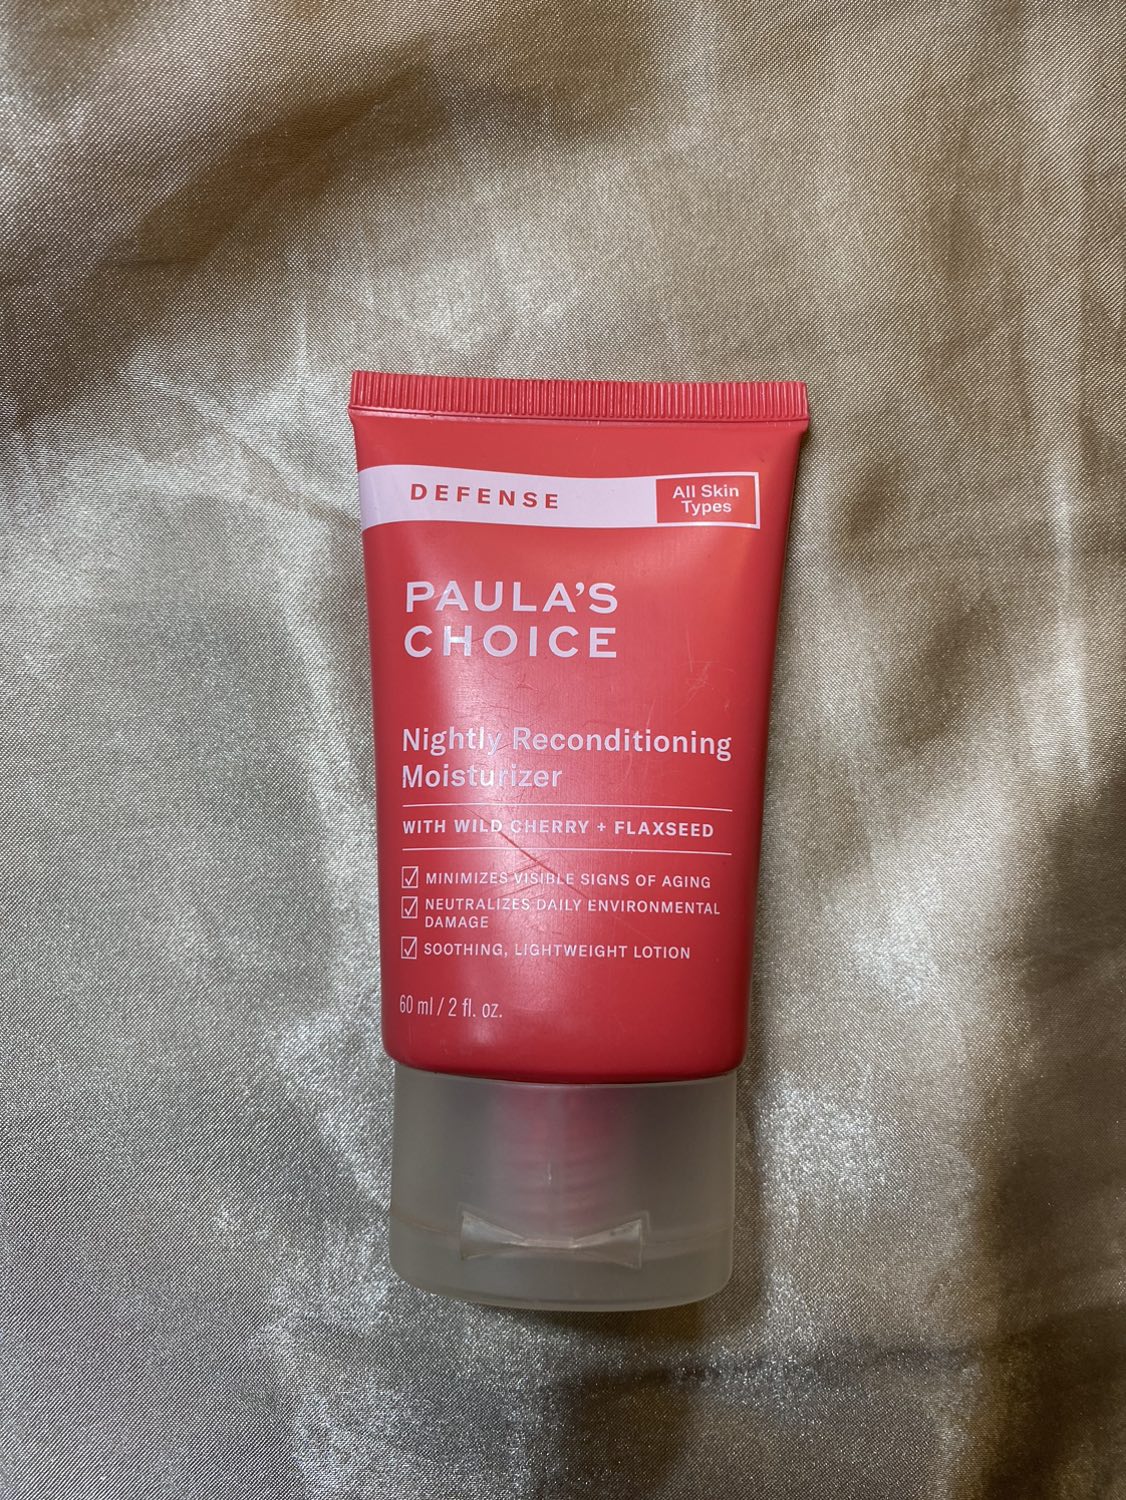 DEFENSE
All Skin
Types
PAULA'S
CHOICE
Nightly Reconditioning
Moisturizer
WITH WILD CHERRY + FLAXSEED
MINIMIZES VISIBLE SIGNS OF AGING
NEUTRALIZES DAILY ENVIRONMENTAL
DAMAGE
SOOTHING, LIGHTWEIGHT LOTION
60 ml / 2 fl. oz.